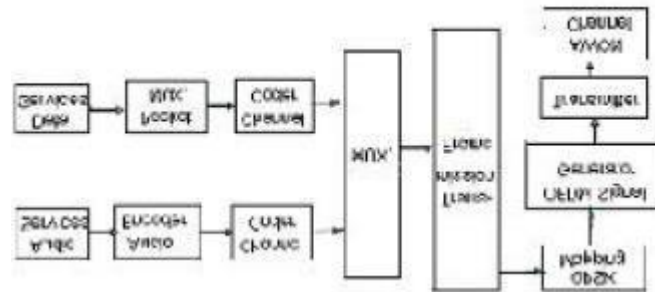 Audio
Services
Audio
Encoder
Channel
Coder
Data
Services
Packet
Mux.
Channel
Coder
MUX.
Trans-
mission
Frame
QPSK
Mapping
OFDM Signal
Generator
Transmitter
AWGN
Channel